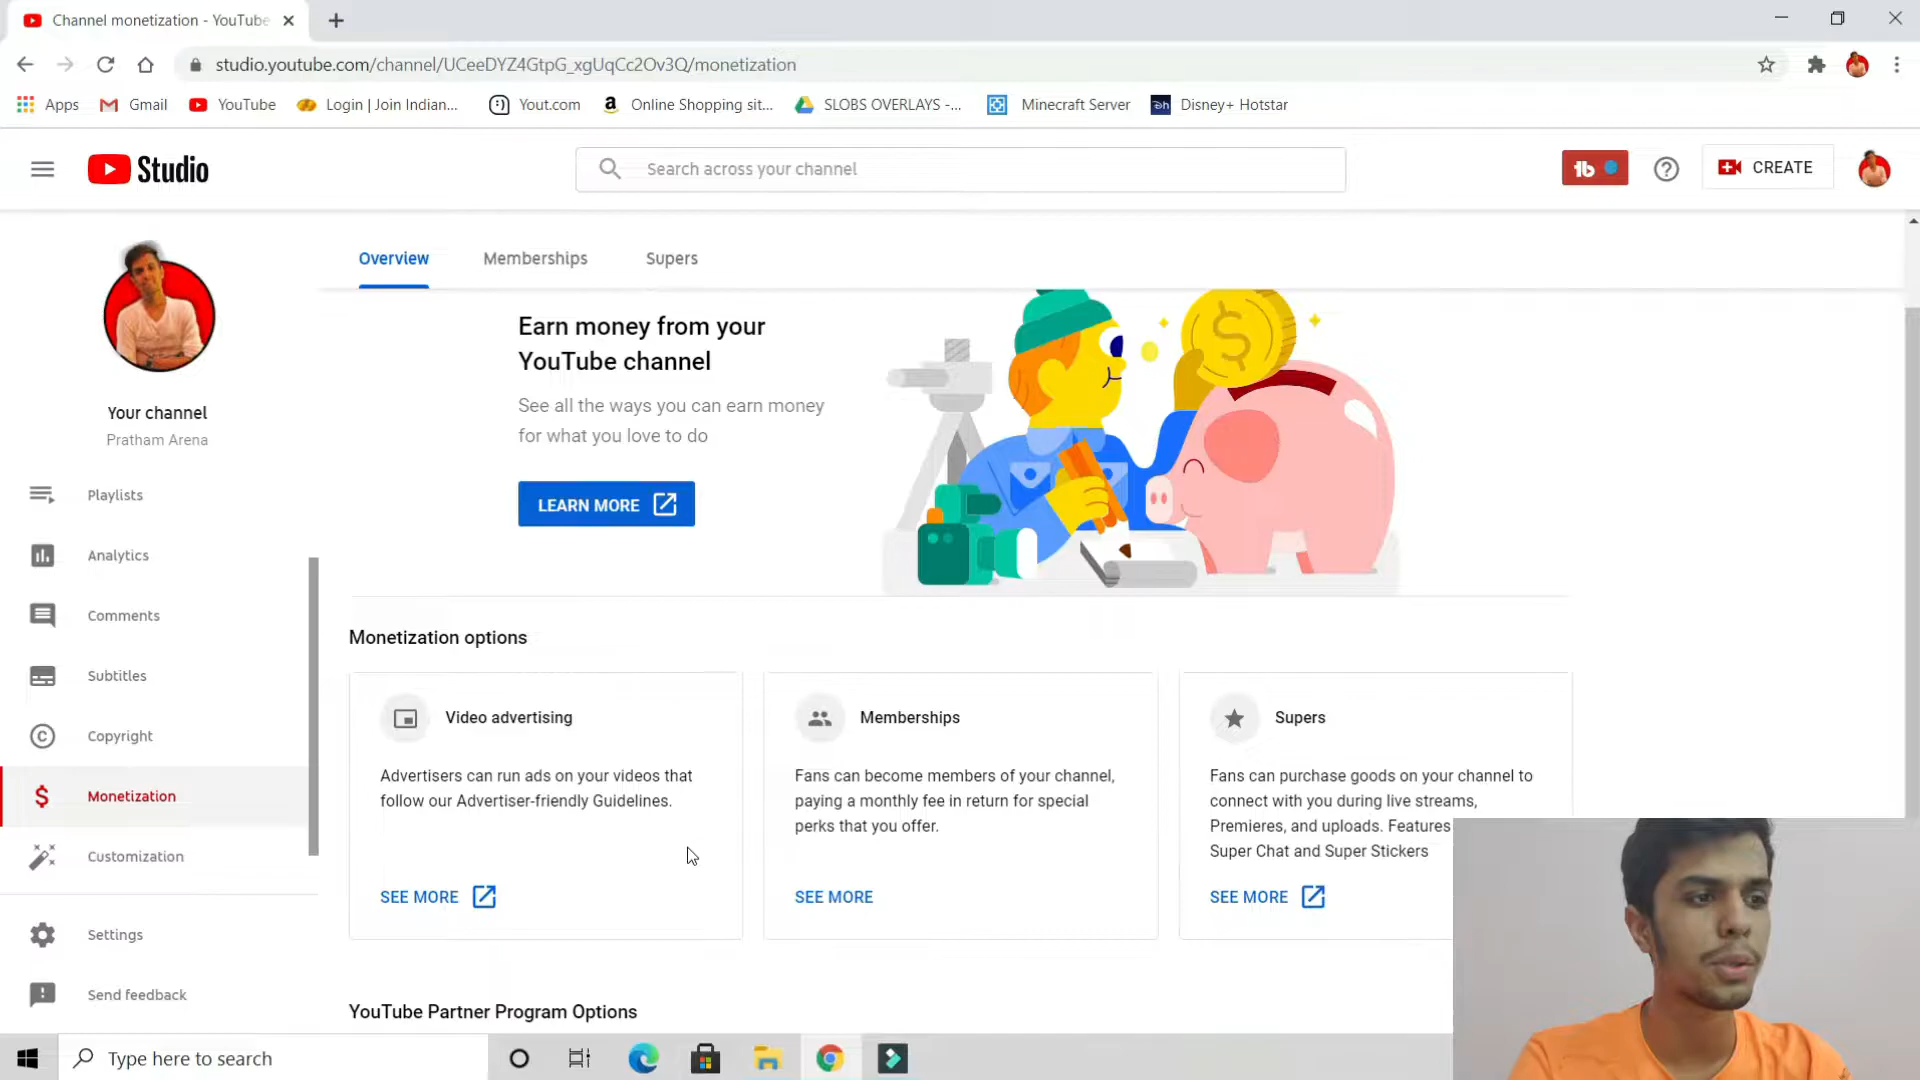 Channel monetization - YouTube
studio.youtube.com/channel/UCeeDYZ4GtpG_xgUqCc2Ov3Q/monetization
Apps
Gmail
YouTube
Login | Join Indian...
Yout.com
Online Shopping sit...
SLOBS OVERLAYS -...
Minecraft Server
Disney+ Hotstar
Studio
Search across your channel
CREATE
Overview
Memberships
Supers
Your channel
Pratham Arena
Playlists
Analytics
Comments
Subtitles
Copyright
Monetization
Customization
Settings
Send feedback
Earn money from your
YouTube channel
See all the ways you can earn money
for what you love to do
LEARN MORE
Monetization options
Video advertising
Advertisers can run ads on your videos that
follow our Advertiser-friendly Guidelines.
SEE MORE
Memberships
Fans can become members of your channel,
paying a monthly fee in return for special
perks that you offer.
SEE MORE
Supers
Fans can purchase goods on your channel to
connect with you during live streams,
Premieres, and uploads. Features
Super Chat and Super Stickers
SEE MORE
YouTube Partner Program Options
Type here to search